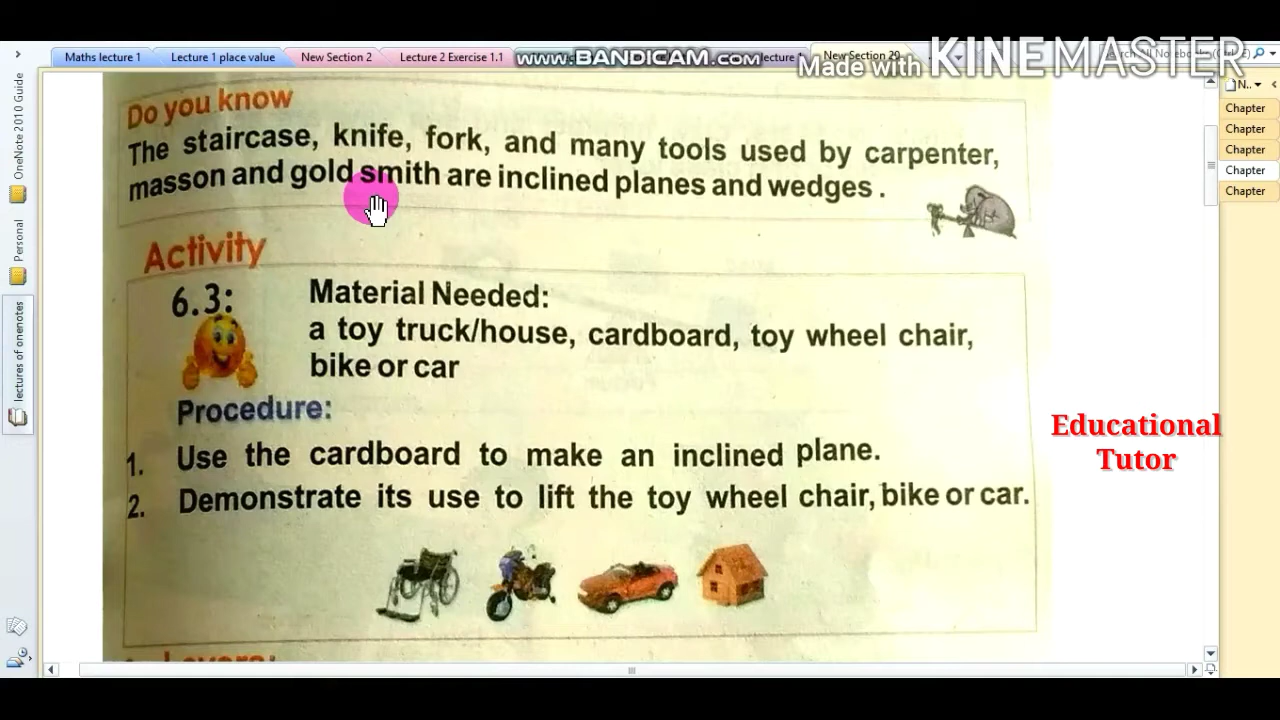 Maths lecture 1
Lecture 1 place value
New Section 2
Lecture 2 Exercise 1.1
WWW.BANDICAM.COM
New Section 29
Made with KINEMASTER
OneNote 2010 Guide
Personal
lectures of onenotes
N..
Chapter
Chapter
Chapter
Chapter
Chapter
Do you know
The staircase, knife, fork, and many tools used by carpenter,
masson and gold smith are inclined planes and wedges .
Activity
6.3:
Material Needed:
a toy truck/house, cardboard, toy wheel chair,
bike or car
Procedure:
1. Use the cardboard to make an inclined plane.
2. Demonstrate its use to lift the toy wheel chair, bike or car.
Educational
Tutor
Levers: